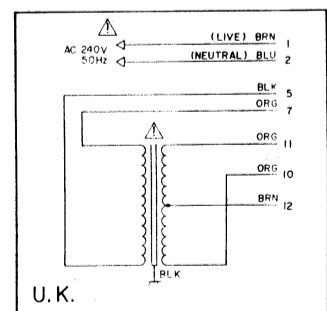 (LIVE) BRN 1
AC 240V
50Hz
(NEUTRAL) BLU 2
BLK 5
ORG 7
ORG 11
ORG 10
BRN 12
BLK
U.K.